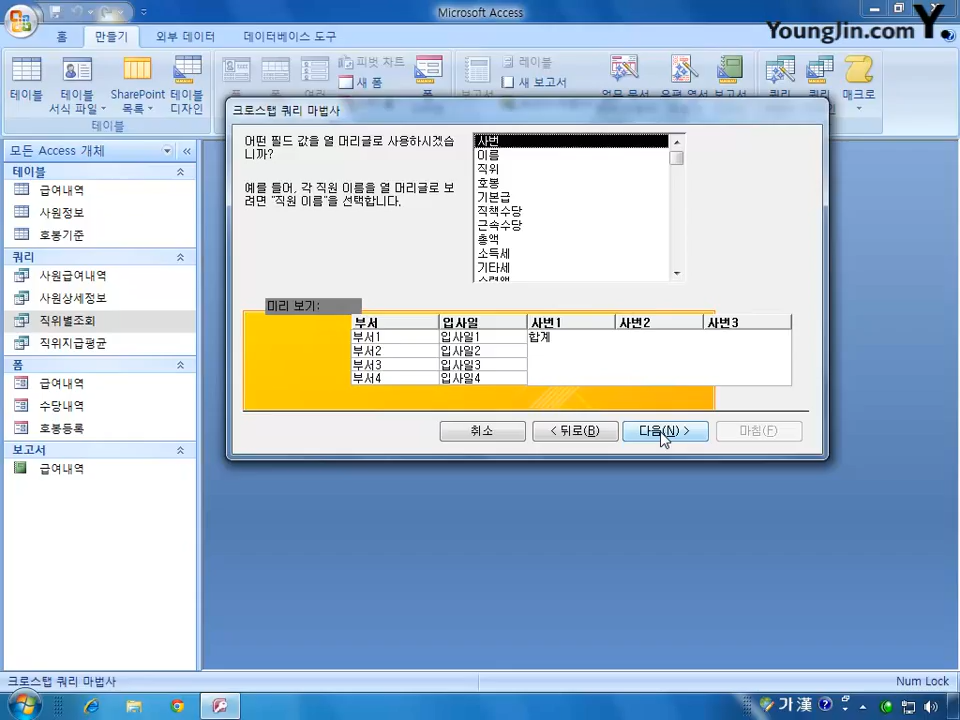 Microsoft Access
YoungJin.com Y.
홈 만들기 외부 데이터 데이터베이스 도구
테이블
테이블 서식 파일
SharePoint 목록
테이블 디자인
테이블
피벗 차트
새 폼
레이블
새 보고서
매크로
모든 Access 개체
테이블
급여내역
사원정보
호봉기준
쿼리
사원급여내역
사원상세정보
직위별조회
직위지급평균
폼
급여내역
수당내역
호봉등록
보고서
급여내역
크로스탭 쿼리 마법사
어떤 필드 값을 열 머리글로 사용하시겠습
니까?
예를 들어, 각 직원 이름을 열 머리글로 보
려면 "직원 이름"을 선택합니다.
사번
이름
직위
호봉
기본급
직책수당
근속수당
총액
소득세
기타세
미리 보기:
부서 입사일 사번1 사번2 사번3
부서1 입사일1 합계
부서2 입사일2
부서3 입사일3
부서4 입사일4
취소 < 뒤로(B) 다음(N) > 마침(F)
크로스탭 쿼리 마법사
Num Lock
가 漢